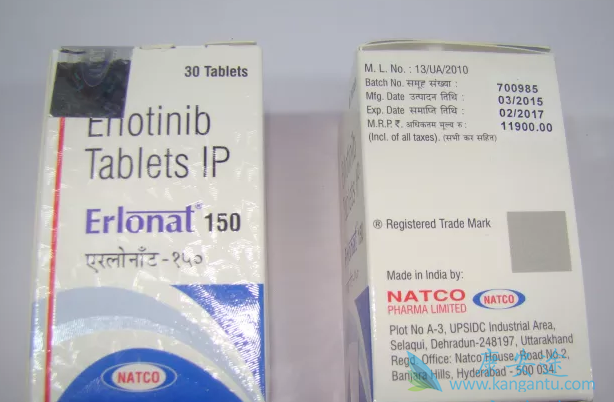 30 Tablets
Erlotinib
Tablets IP
Erlonat® 150
एरलोनॉट -१५०
NATCO
M. L. No. : 13/UA/2010
Batch No. समूह संख्या : 700985
Mfg. Date उत्पादन तिथि : 03/2015
Exp. Date समाप्ति तिथि : 02/2017
M.R.P. ₹. अधिकतम मूल्य रु : 11900.00
(Incl. of all taxes). (सभी कर सहित)
® Registered Trade Mark
Made in India by:
NATCO NATCO
PHARMA LIMITED
Plot No A-3, UPSIDC Industrial Area,
Selaqui, Dehradun-248197, Uttarakhand
Regd. Office: Natco House, Road No.2,
Banjara Hills, Hyderabad - 500 034.
www.kangantu.com